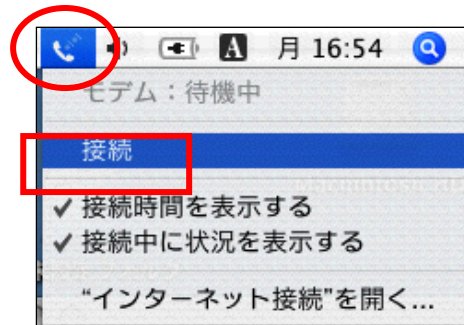 A 月 16:54
モデム：待機中
接続
✓ 接続時間を表示する
✓ 接続中に状況を表示する
“インターネット接続”を開く...